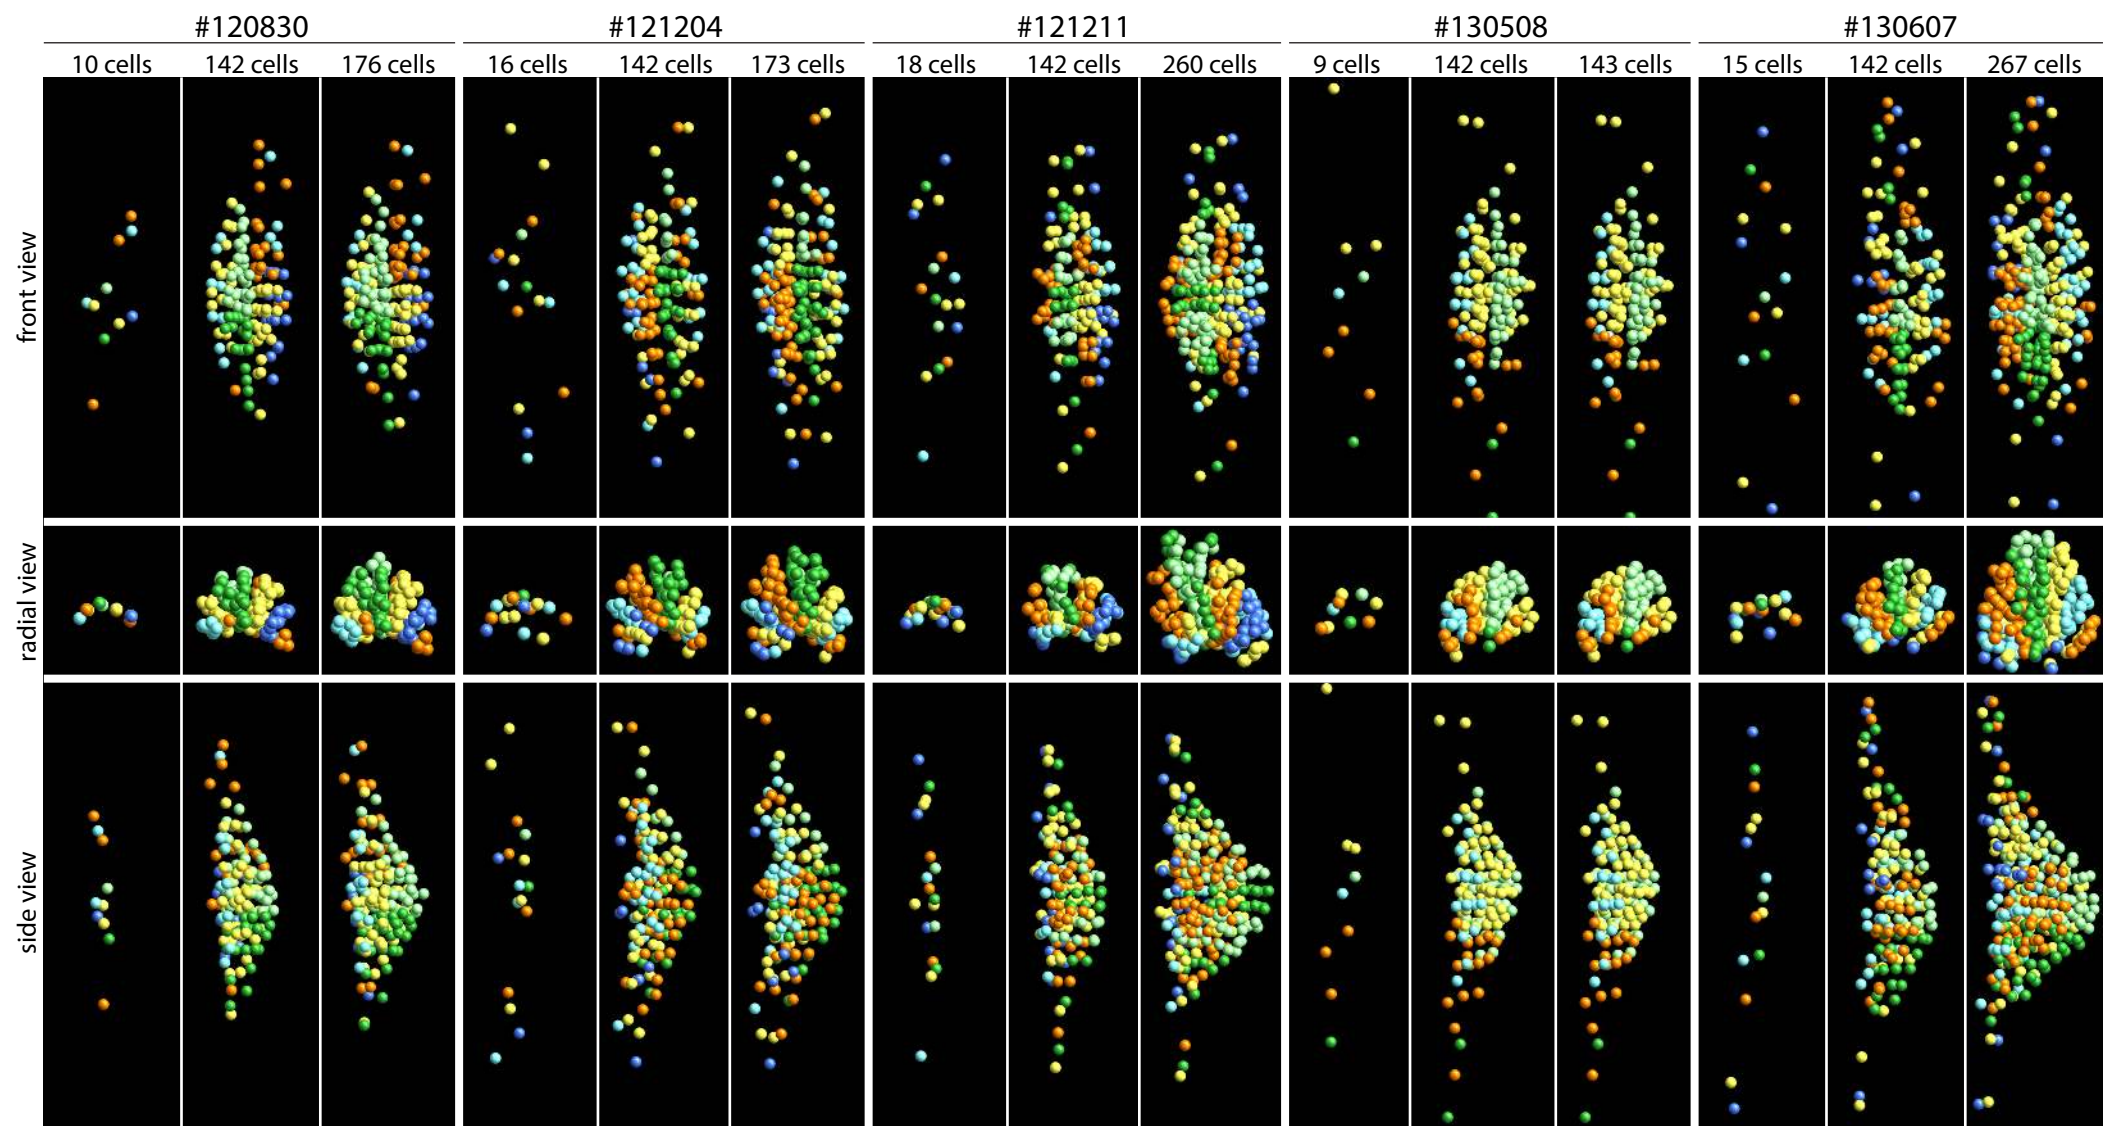 #120830 #121204 #121211 #130508 #130607
10 cells 142 cells 176 cells 16 cells 142 cells 173 cells 18 cells 142 cells 260 cells 9 cells 142 cells 143 cells 15 cells 142 cells 267 cells
front view
radial view
side view